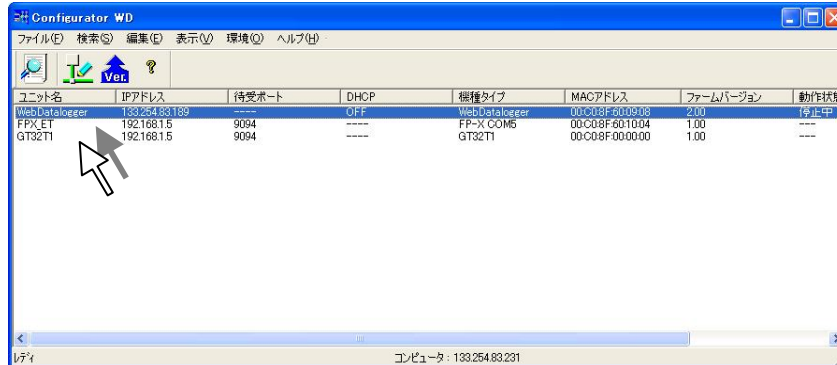 Configurator WD
ファイル(F) 検索(S) 編集(E) 表示(V) 環境(O) ヘルプ(H)
Ver. ?
ユニット名 IPアドレス 待受ポート DHCP 機種タイプ MACアドレス ファームバージョン 動作状態
WebDatalogger 133.254.83.189 ---- OFF WebDatalogger 00:C0:8F:60:09:08 2.00 停止中
FPX_ET 192.168.1.5 9094 ---- FP-X COM5 00:C0:8F:60:10:04 1.00 ---
GT32T1 192.168.1.5 9094 ---- GT32T1 00:C0:8F:00:00:00 1.00 ---
レディ コンピュータ : 133.254.83.231